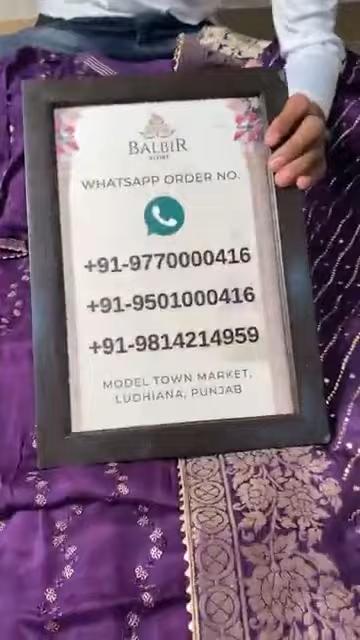 BALBIR
WHATSAPP ORDER NO.
+91-9770000416
+91-9501000416
+91-9814214959
MODEL TOWN MARKET,
LUDHIANA, PUNJAB